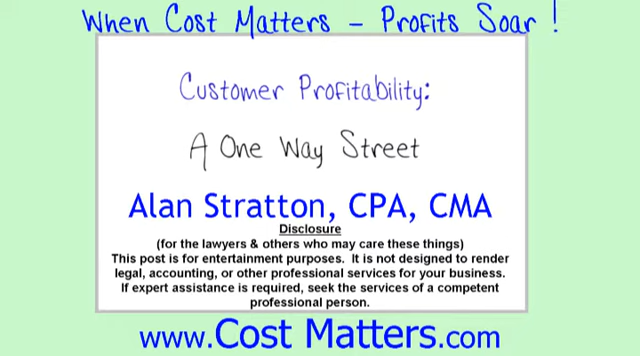 When Cost Matters – Profits Soar !
Customer Profitability:
A One Way Street
Alan Stratton, CPA, CMA
Disclosure
(for the lawyers & others who may care these things)
This post is for entertainment purposes.  It is not designed to render
legal, accounting, or other professional services for your business.
If expert assistance is required, seek the services of a competent
professional person.
www.Cost Matters.com